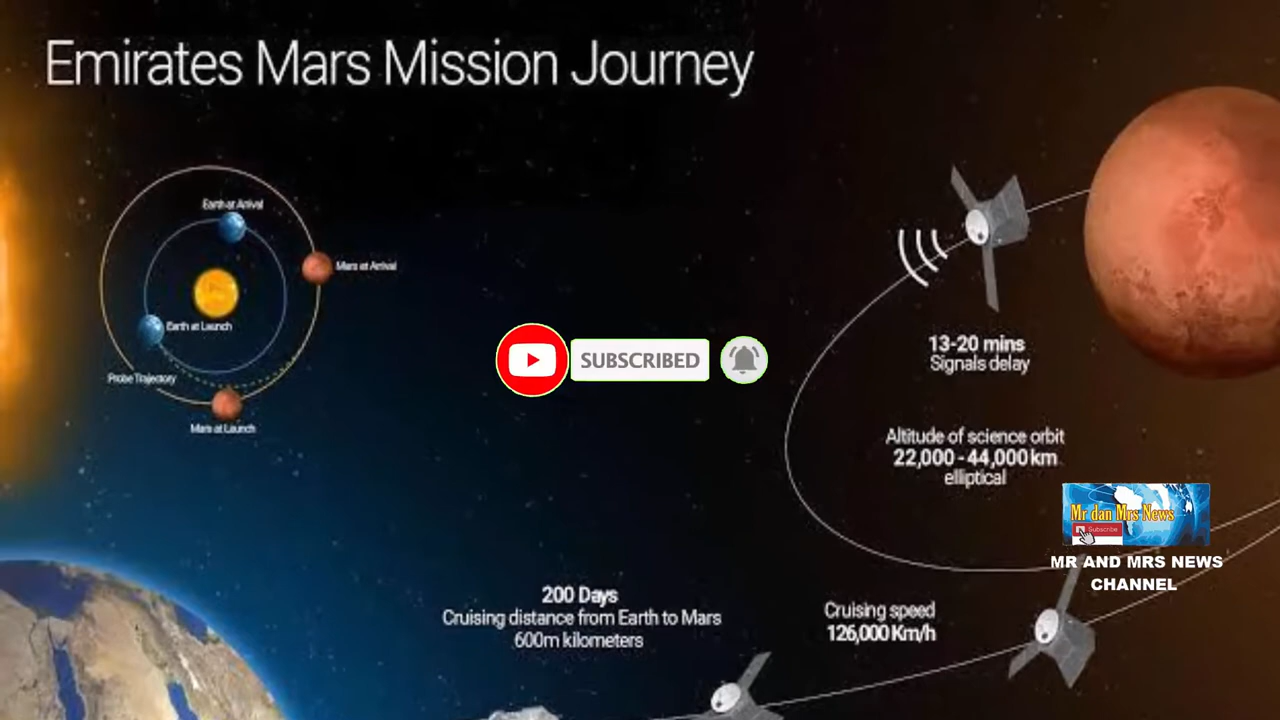 Emirates Mars Mission Journey
Earth at Arrival
Mars at Arrival
Earth at Launch
Probe Trajectory
Mars at Launch
SUBSCRIBED
13-20 mins
Signals delay
Altitude of science orbit
22,000 - 44,000 km
elliptical
Mr dan Mrs News
Subscribe
MR AND MRS NEWS
CHANNEL
200 Days
Cruising distance from Earth to Mars
600m kilometers
Cruising speed
126,000 Km/h